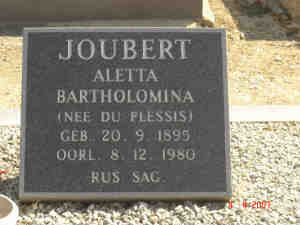 JOUBERT
ALETTA
BARTHOLOMINA
(NEE DU PLESSIS)
GEB. 20. 9. 1895
OORL. 8. 12. 1980
RUS SAG.